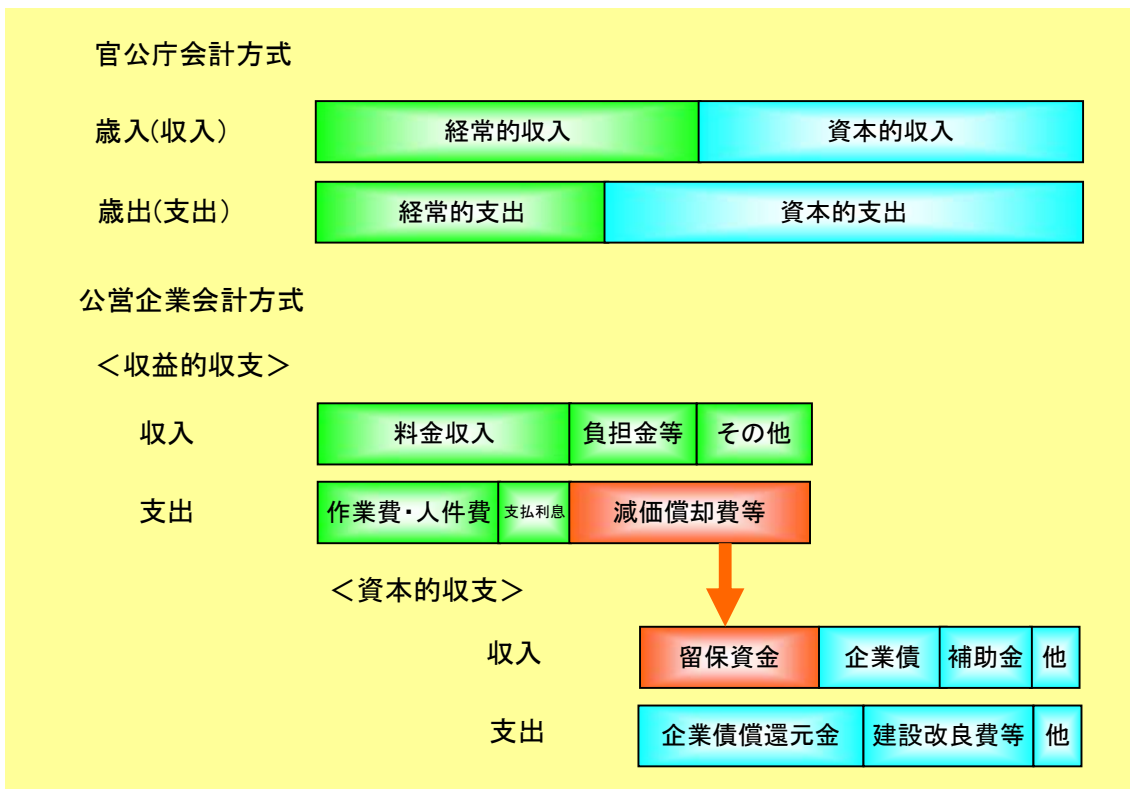 官公庁会計方式
歳入(収入) 経常的収入 資本的収入
歳出(支出) 経常的支出 資本的支出
公営企業会計方式
＜収益的収支＞
収入 料金収入 負担金等 その他
支出 作業費・人件費 支払利息 減価償却費等
＜資本的収支＞
収入 留保資金 企業債 補助金 他
支出 企業債償還元金 建設改良費等 他